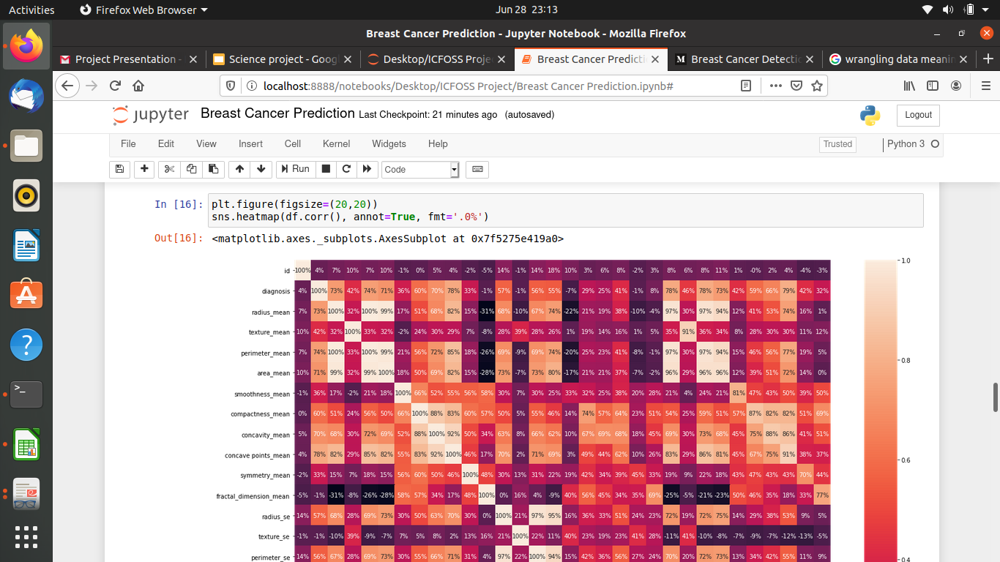 Activities Firefox Web Browser Jun 28 23:13
Breast Cancer Prediction - Jupyter Notebook - Mozilla Firefox
Project Presentation - Science project - Goog Desktop/ICFOSS Proje Breast Cancer Predicti M Breast Cancer Detecti wrangling data meanin
localhost:8888/notebooks/Desktop/ICFOSS Project/Breast Cancer Prediction.ipynb#
jupyter Breast Cancer Prediction Last Checkpoint: 21 minutes ago (autosaved) Logout
File Edit View Insert Cell Kernel Widgets Help Trusted Python 3
Run Code
In [16]: plt.figure(figsize=(20,20))
sns.heatmap(df.corr(), annot=True, fmt='.0%')
Out[16]: <matplotlib.axes._subplots.AxesSubplot at 0x7f5275e419a0>
id 100% 4% 7% 10% 7% 10% -1% 0% 5% 4% -2% -5% 14% -1% 14% 18% 10% 3% 6% 8% -2% 3% 8% 6% 8% 11% 1% -0% 2% 4% -4% -3% 1.0
diagnosis 4% 100% 73% 42% 74% 71% 36% 60% 70% 78% 33% -1% 57% -1% 56% 55% -7% 29% 25% 41% -1% 8% 78% 46% 78% 73% 42% 59% 66% 79% 42% 32%
radius_mean 7% 73% 100% 32% 100% 99% 17% 51% 68% 82% 15% -31% 68% -10% 67% 74% -22% 21% 19% 38% -10% -4% 97% 30% 97% 94% 12% 41% 53% 74% 16% 1%
texture_mean 10% 42% 32% 100% 33% 32% -2% 24% 30% 29% 7% -8% 28% 39% 28% 26% 1% 19% 14% 16% 1% 5% 35% 91% 36% 34% 8% 28% 30% 30% 11% 12%
perimeter_mean 7% 74% 100% 33% 100% 99% 21% 56% 72% 85% 18% -26% 69% -9% 69% 74% -20% 25% 23% 41% -8% -1% 97% 30% 97% 94% 15% 46% 56% 77% 19% 5% 0.8
area_mean 10% 71% 99% 32% 99% 100% 18% 50% 69% 82% 15% -28% 73% -7% 73% 80% -17% 21% 21% 37% -7% -2% 96% 29% 96% 96% 12% 39% 51% 72% 14% 0%
smoothness_mean -1% 36% 17% -2% 21% 18% 100% 66% 52% 55% 56% 58% 30% 7% 30% 25% 33% 32% 25% 38% 20% 28% 21% 4% 24% 21% 81% 47% 43% 50% 39% 50%
compactness_mean 0% 60% 51% 24% 56% 50% 66% 100% 88% 83% 60% 57% 50% 5% 55% 46% 14% 74% 57% 64% 23% 51% 54% 25% 59% 51% 57% 87% 82% 82% 51% 69%
concavity_mean 5% 70% 68% 30% 72% 69% 52% 88% 100% 92% 50% 34% 63% 8% 66% 62% 10% 67% 69% 68% 18% 45% 69% 30% 73% 68% 45% 75% 88% 86% 41% 51%
concave points_mean 4% 78% 82% 29% 85% 82% 55% 83% 92% 100% 46% 17% 70% 2% 71% 69% 3% 49% 44% 62% 10% 26% 83% 29% 86% 81% 45% 67% 75% 91% 38% 37% 0.6
symmetry_mean -2% 33% 15% 7% 18% 15% 56% 60% 50% 46% 100% 48% 30% 13% 31% 22% 19% 42% 34% 39% 45% 33% 19% 9% 22% 18% 43% 47% 43% 43% 70% 44%
fractal_dimension_mean -5% -1% -31% -8% -26% -28% 58% 57% 34% 17% 48% 100% 0% 16% 4% -9% 40% 56% 45% 34% 35% 69% -25% -5% -21% -23% 50% 46% 35% 18% 33% 77%
radius_se 14% 57% 68% 28% 69% 73% 30% 50% 63% 70% 30% 0% 100% 21% 97% 95% 16% 36% 33% 51% 24% 23% 72% 19% 72% 75% 14% 29% 38% 53% 9% 5%
texture_se -1% -1% -10% 39% -9% -7% 7% 5% 8% 2% 13% 16% 21% 100% 22% 11% 40% 23% 19% 23% 41% 28% -11% 41% -10% -8% -7% -9% -7% -12% -13% -5%
perimeter_se 14% 56% 67% 28% 69% 73% 30% 55% 66% 71% 31% 4% 97% 22% 100% 94% 15% 42% 36% 56% 27% 24% 70% 20% 72% 73% 13% 34% 42% 55% 11% 9% 0.4